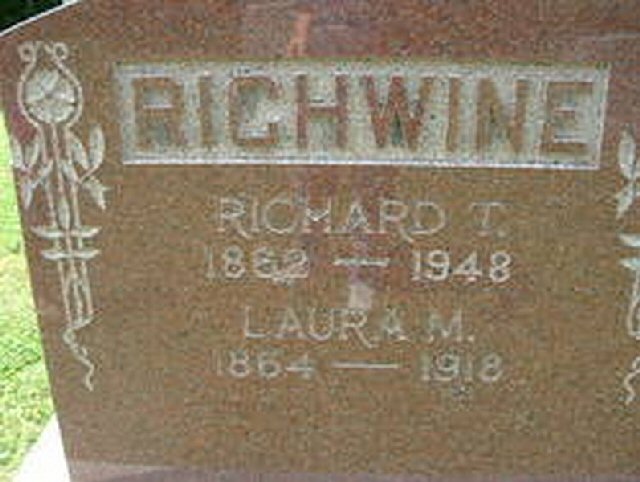 RICHWINE
RICHARD T.
1862 — 1948
LAURA M.
1864 — 1918